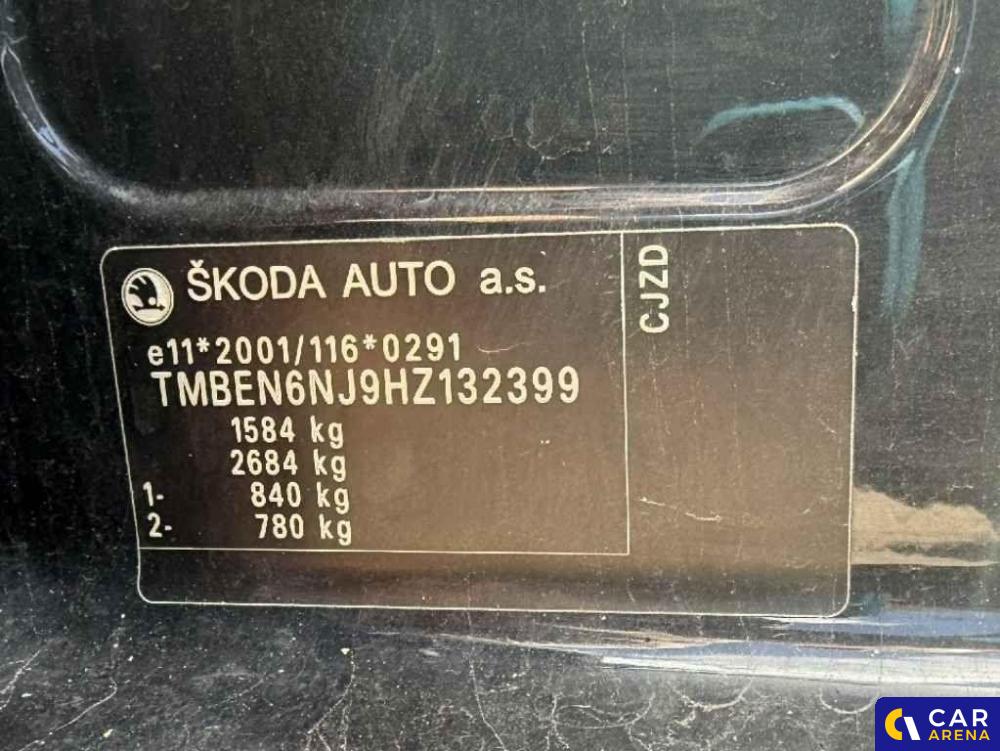 ŠKODA AUTO a.s.
e11*2001/116*0291
TMBEN6NJ9HZ132399
1584 kg
2684 kg
1- 840 kg
2- 780 kg
CJZD
CAR
ARENA